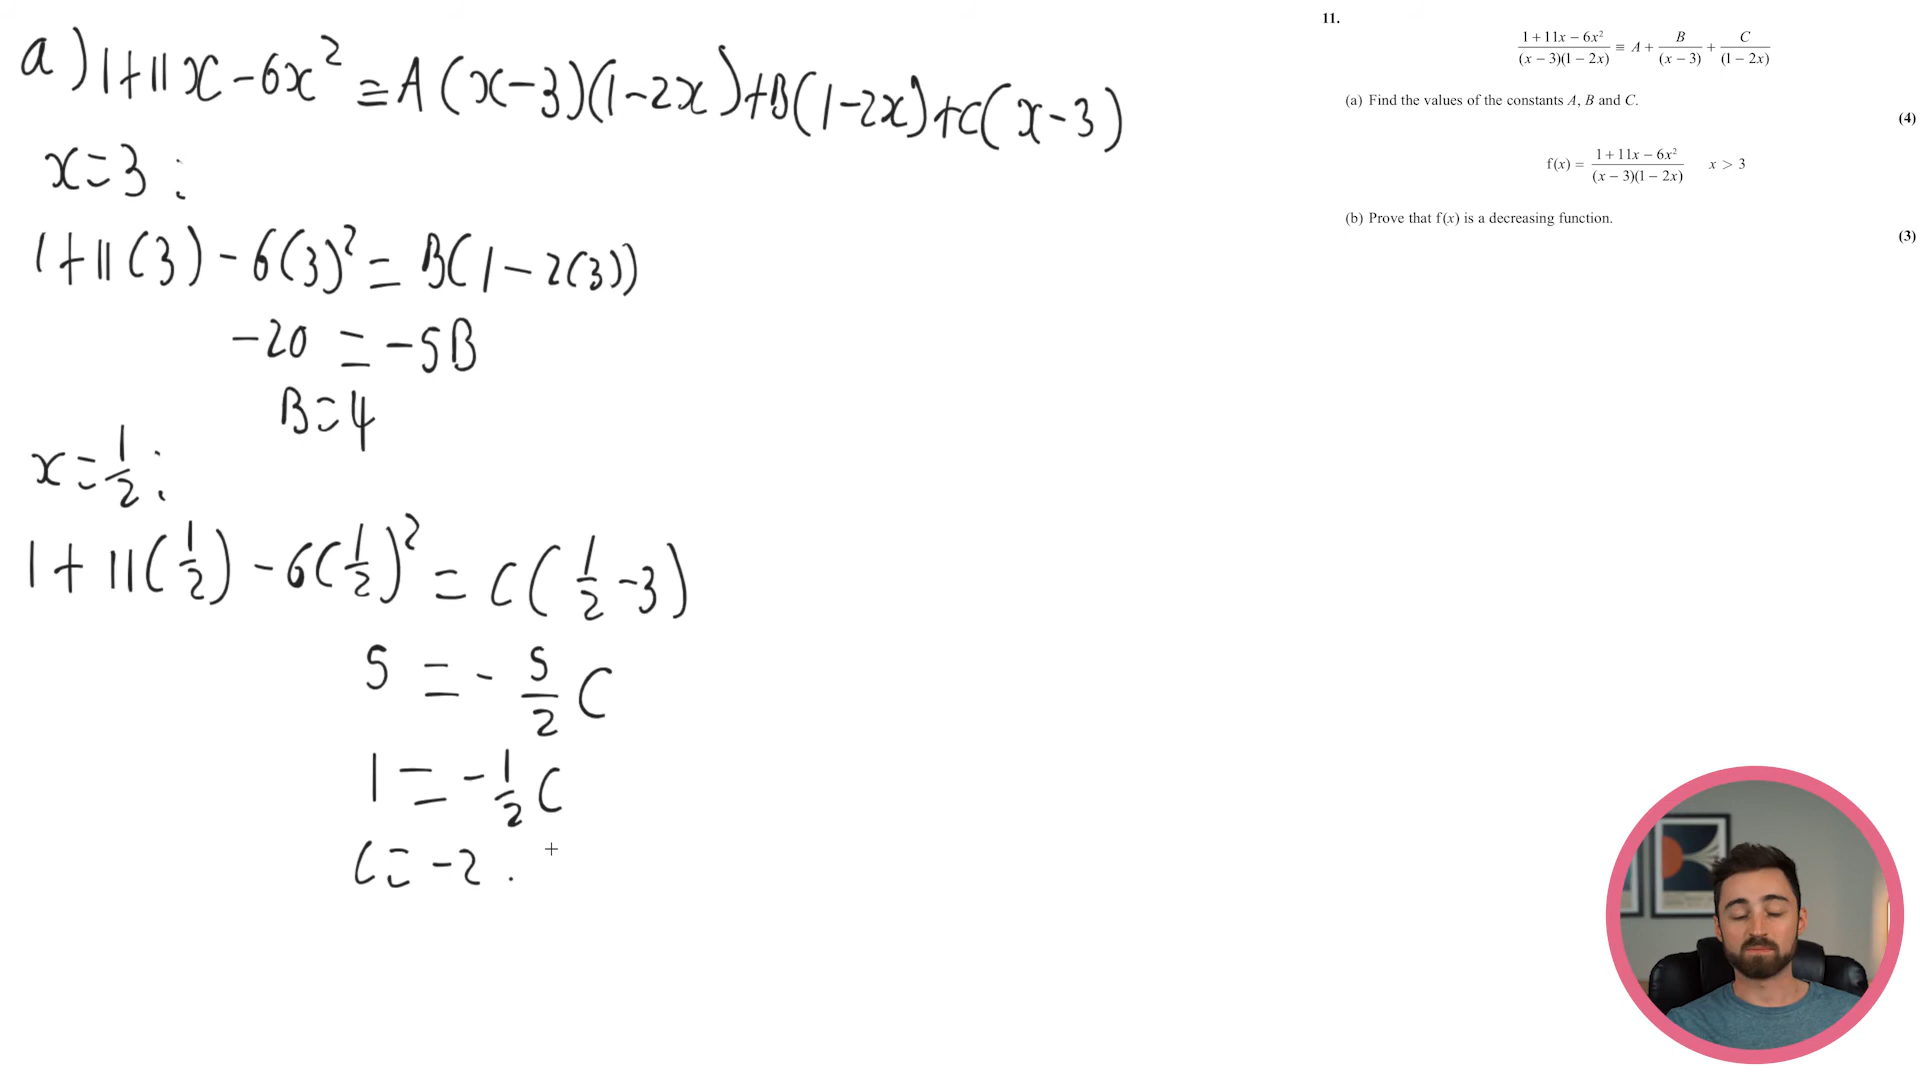 a) 1+11x-6x² ≡ A(x-3)(1-2x)+B(1-2x)+C(x-3)
x=3:
1+11(3)-6(3)²=B(1-2(3))
-20=-5B
B=4
x=1/2:
1+11(1/2)-6(1/2)²=C(1/2-3)
5=-5/2 C
1=-1/2 C
C=-2.
11.
(1+11x-6x²)/((x-3)(1-2x)) ≡ A + B/(x-3) + C/(1-2x)
(a) Find the values of the constants A, B and C.
(4)
f(x) = (1+11x-6x²)/((x-3)(1-2x)) x > 3
(b) Prove that f(x) is a decreasing function.
(3)